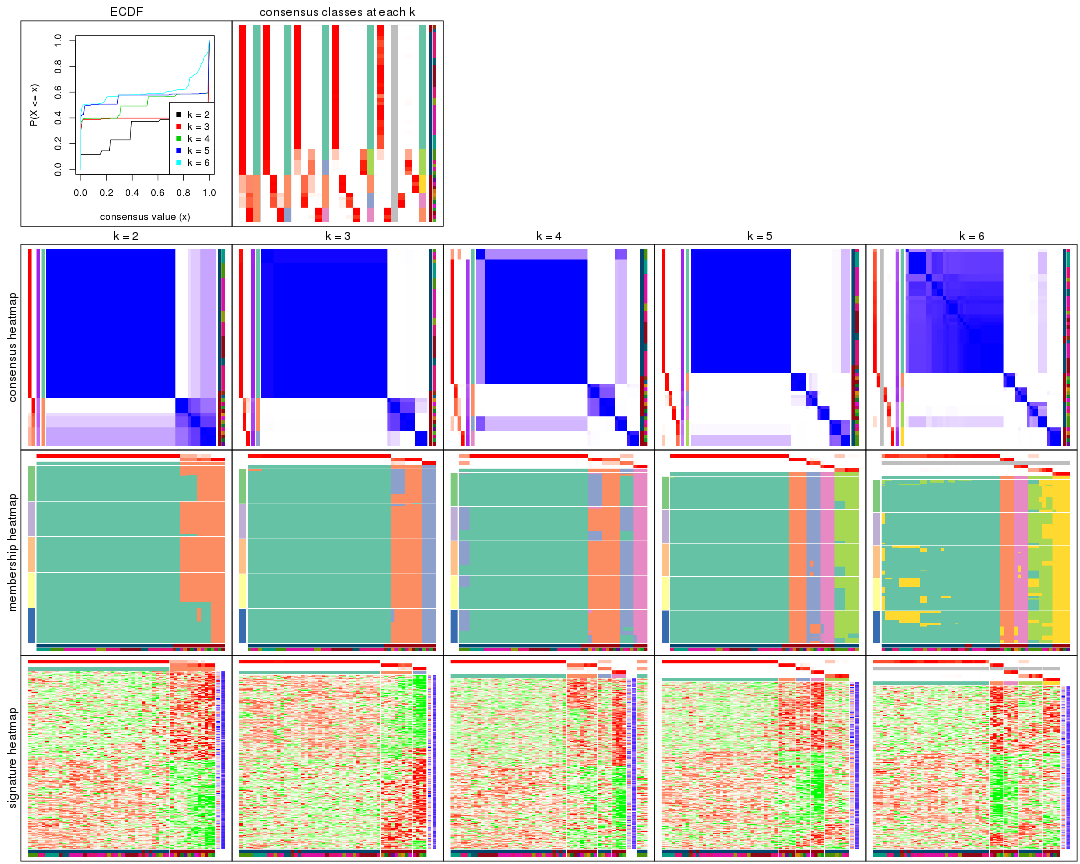 ECDF
consensus classes at each k
P(X <= x)
0.0 0.2 0.4 0.6 0.8 1.0
k = 2
k = 3
k = 4
k = 5
k = 6
0.0 0.2 0.4 0.6 0.8 1.0
consensus value (x)
k = 2
k = 3
k = 4
k = 5
k = 6
consensus heatmap
membership heatmap
signature heatmap